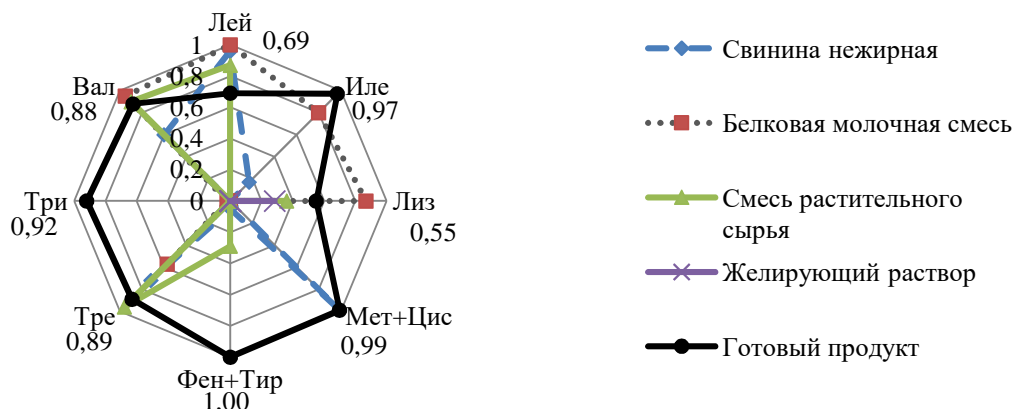 Лей
0,69
1
0,8
0,6
0,4
0,2
0
Иле
0,97
Лиз
0,55
Мет+Цис
0,99
Фен+Тир
1,00
Тре
0,89
Три
0,92
Вал
0,88
Свинина нежирная
Белковая молочная смесь
Смесь растительного
сырья
Желирующий раствор
Готовый продукт